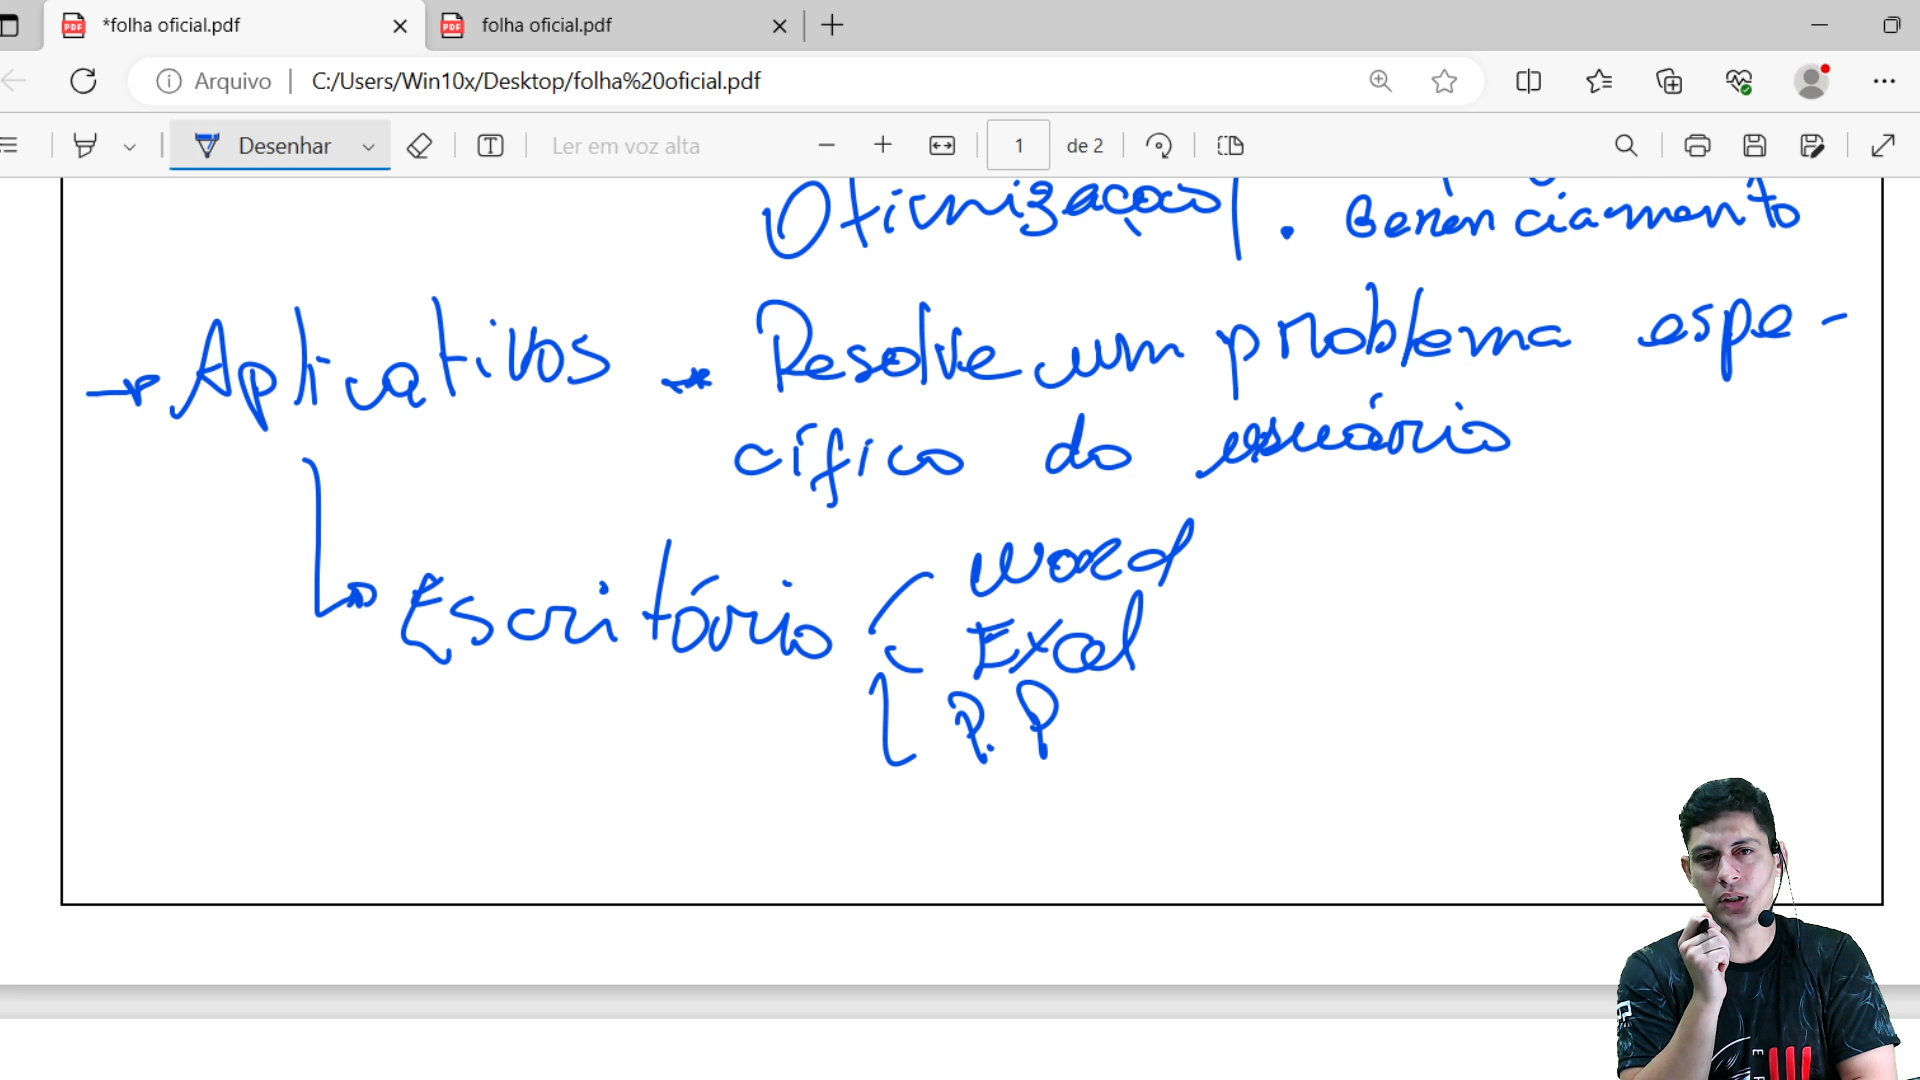 *folha oficial.pdf
folha oficial.pdf
Arquivo
C:/Users/Win10x/Desktop/folha%20oficial.pdf
Desenhar
Ler em voz alta
1 de 2
Otimização
. Gerenciamento
→ Aplicativos → Resolve um problema espe-
cífico do usuário
↳ Escritório
Word
Excel
P.P